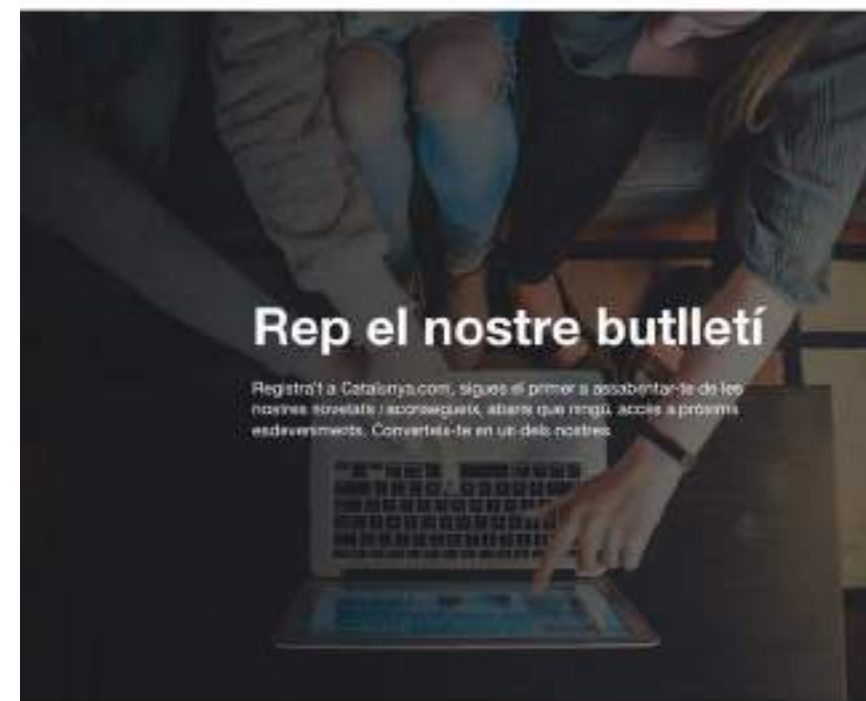 Rep el nostre butlletí
Registra't a Catalunya.com, sigues el primer a assabentar-te de les
nostres novetats i aconsegueix, abans que ningú, accés a pròxims
esdeveniments. Converteix-te en un dels nostres.